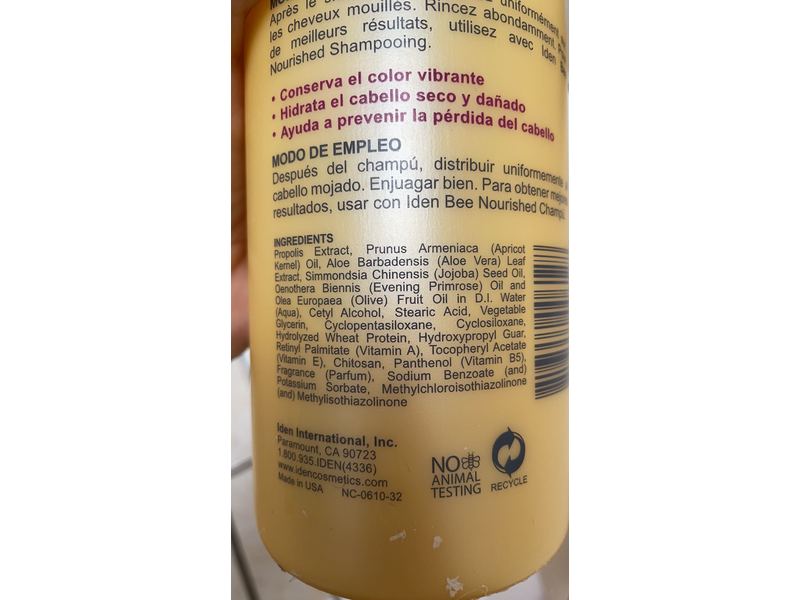 Après le
uniformément,
les cheveux mouillés. Rincez abondamment.
de meilleurs résultats, utilisez avec Iden
Nourished Shampooing.
• Conserva el color vibrante
• Hidrata el cabello seco y dañado
• Ayuda a prevenir la pérdida del cabello
MODO DE EMPLEO
Después del champú, distribuir uniformemente
cabello mojado. Enjuagar bien. Para obtener
resultados, usar con Iden Bee Nourished
INGREDIENTS
Propolis Extract, Prunus Armeniaca (Apricot
Kernel) Oil, Aloe Barbadensis (Aloe Vera) Leaf
Extract, Simmondsia Chinensis (Jojoba) Seed Oil,
Oenothera Biennis (Evening Primrose) Oil and
Olea Europaea (Olive) Fruit Oil in D.I. Water
(Aqua), Cetyl Alcohol, Stearic Acid, Vegetable
Glycerin, Cyclopentasiloxane, Cyclosiloxane,
Hydrolyzed Wheat Protein, Hydroxypropyl Guar,
Retinyl Palmitate (Vitamin A), Tocopheryl Acetate
(Vitamin E), Chitosan, Panthenol (Vitamin B5),
Fragrance (Parfum), Sodium Benzoate (and)
Potassium Sorbate, Methylchloroisothiazolinone
(and) Methylisothiazolinone
Iden International, Inc.
Paramount, CA 90723
1.800.935.IDEN(4336)
www.idencosmetics.com
Made in USA NC-0610-32
NO
ANIMAL
TESTING
RECYCLE